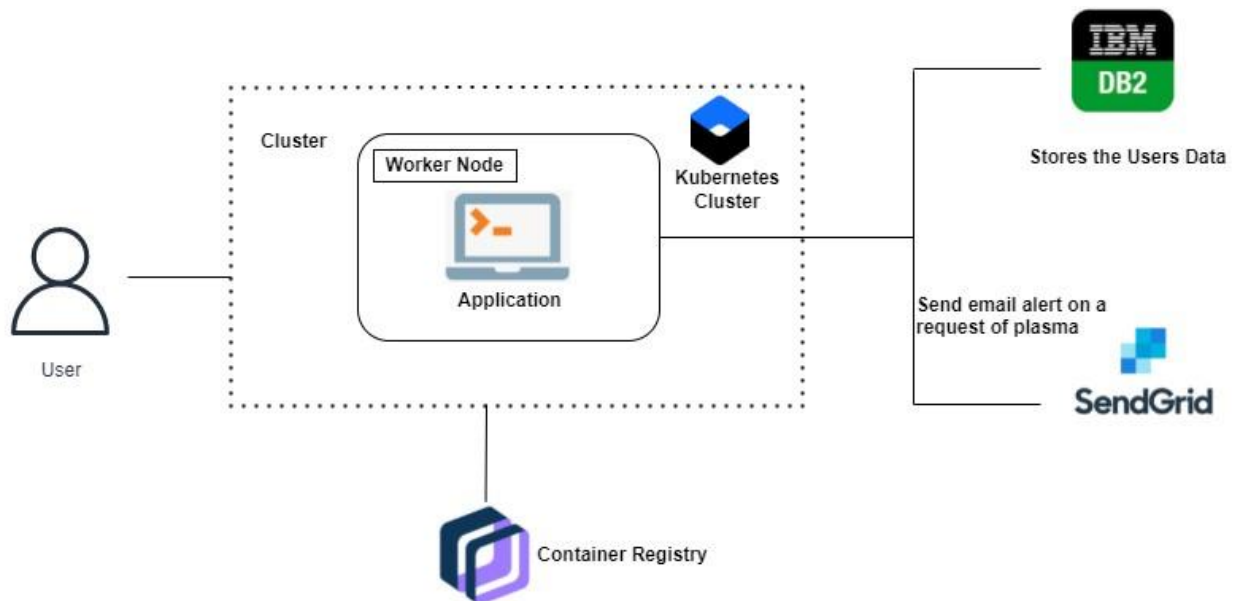 IBM
DB2
Stores the Users Data
Cluster
Worker Node
Kubernetes
Cluster
Application
User
Send email alert on a
request of plasma
SendGrid
Container Registry